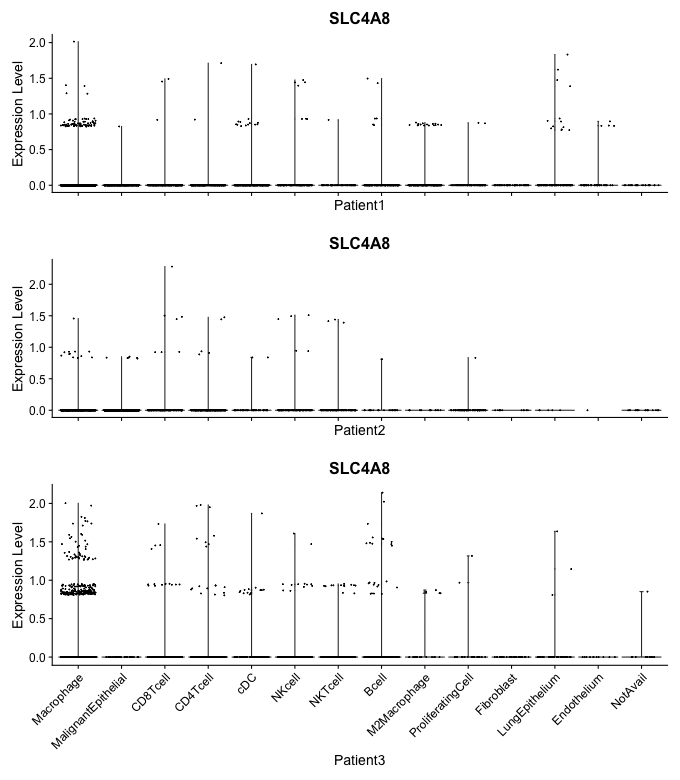 SLC4A8
Expression Level
2.0
1.5
1.0
0.5
0.0
Patient1
SLC4A8
Expression Level
2.0
1.5
1.0
0.5
0.0
Patient2
SLC4A8
Expression Level
2.0
1.5
1.0
0.5
0.0
Macrophage
MalignantEpithelial
CD8Tcell
CD4Tcell
cDC
NKcell
NKTcell
Bcell
M2Macrophage
ProliferatingCell
Fibroblast
LungEpithelium
Endothelium
NotAvail
Patient3